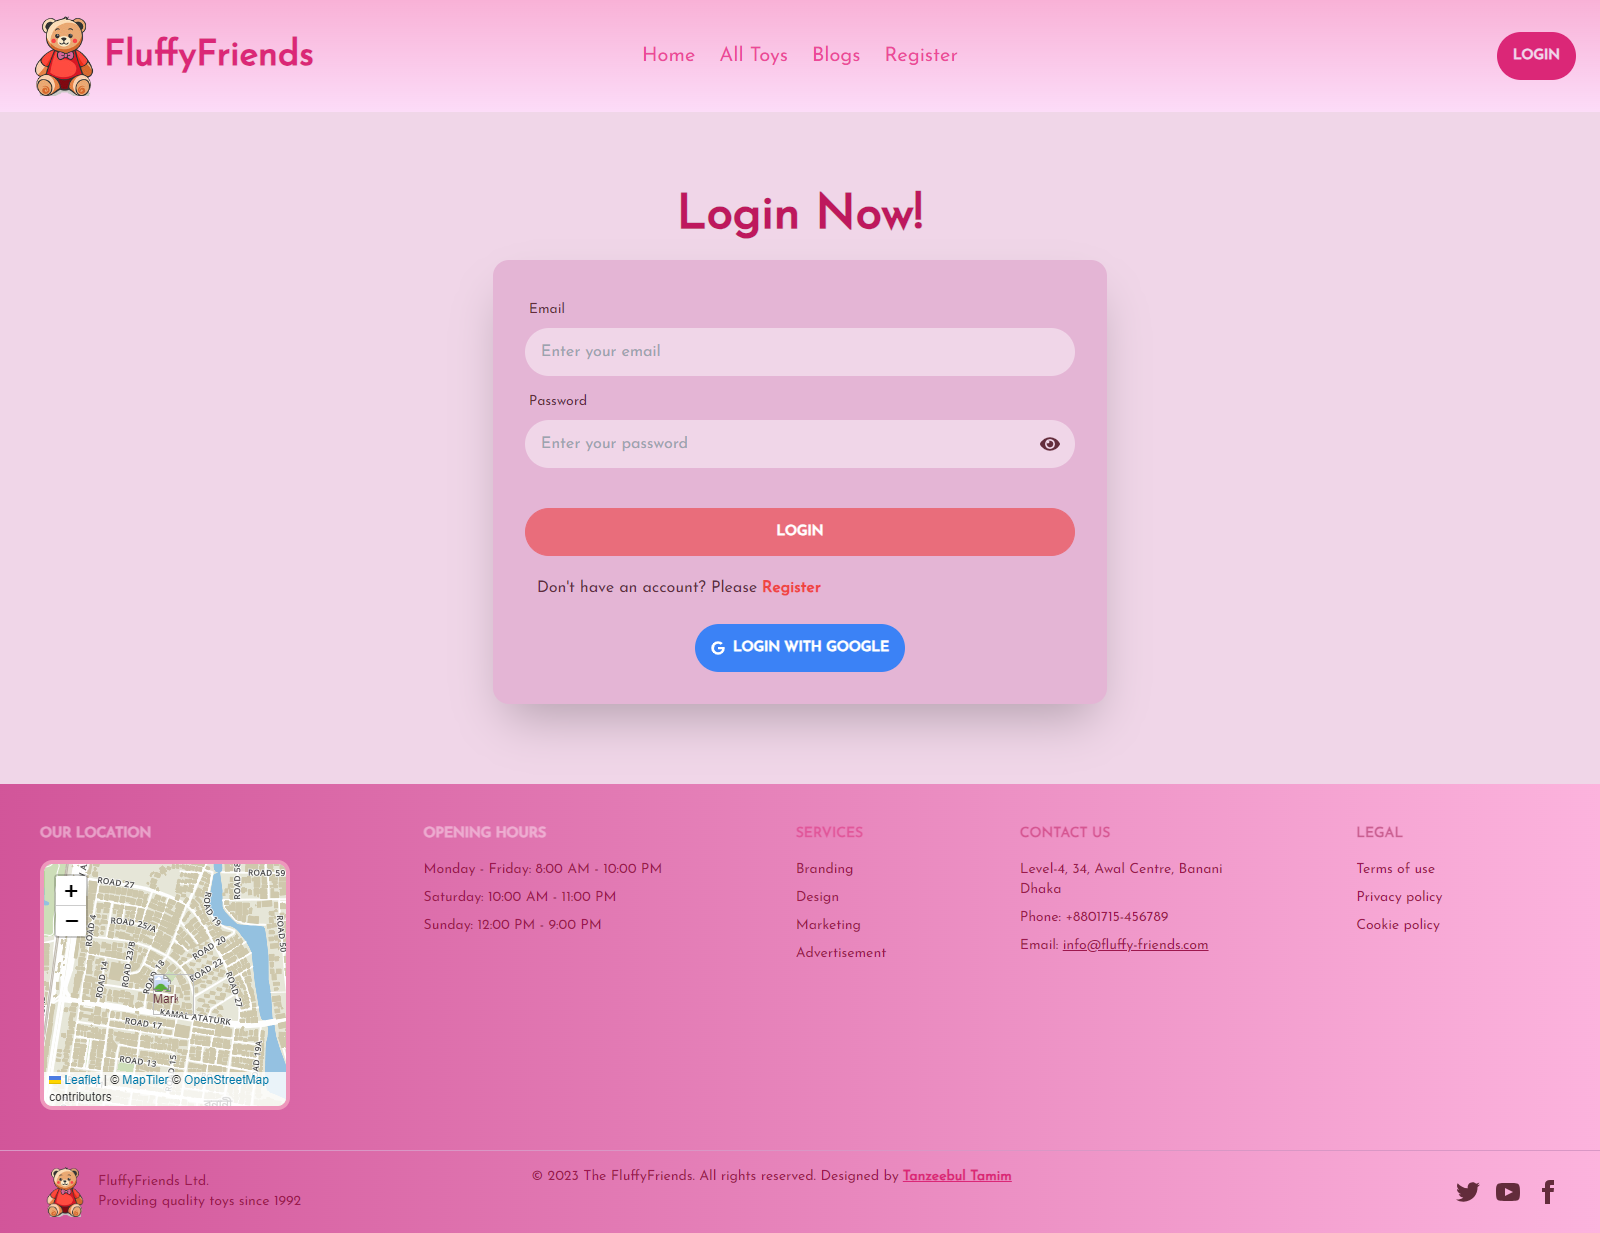 FluffyFriends
Home
All Toys
Blogs
Register
LOGIN
Login Now!
Email
Enter your email
Password
Enter your password
LOGIN
Don't have an account? Please Register
LOGIN WITH GOOGLE
OUR LOCATION
+
−
ROAD 27
ROAD 59
ROAD 4
ROAD 25/A
ROAD 19
ROAD 50
ROAD 23/B
ROAD 20
ROAD 14
ROAD 18
ROAD 22
ROAD 27
Mark
KAMAL ATATURK
ROAD 17
ROAD 13
Leaflet | © MapTiler © OpenStreetMap
contributors
বনানী
OPENING HOURS
Monday - Friday: 8:00 AM - 10:00 PM
Saturday: 10:00 AM - 11:00 PM
Sunday: 12:00 PM - 9:00 PM
SERVICES
Branding
Design
Marketing
Advertisement
CONTACT US
Level-4, 34, Awal Centre, Banani
Dhaka
Phone: +8801715-456789
Email: info@fluffy-friends.com
LEGAL
Terms of use
Privacy policy
Cookie policy
FluffyFriends Ltd.
Providing quality toys since 1992
© 2023 The FluffyFriends. All rights reserved. Designed by Tanzeebul Tamim